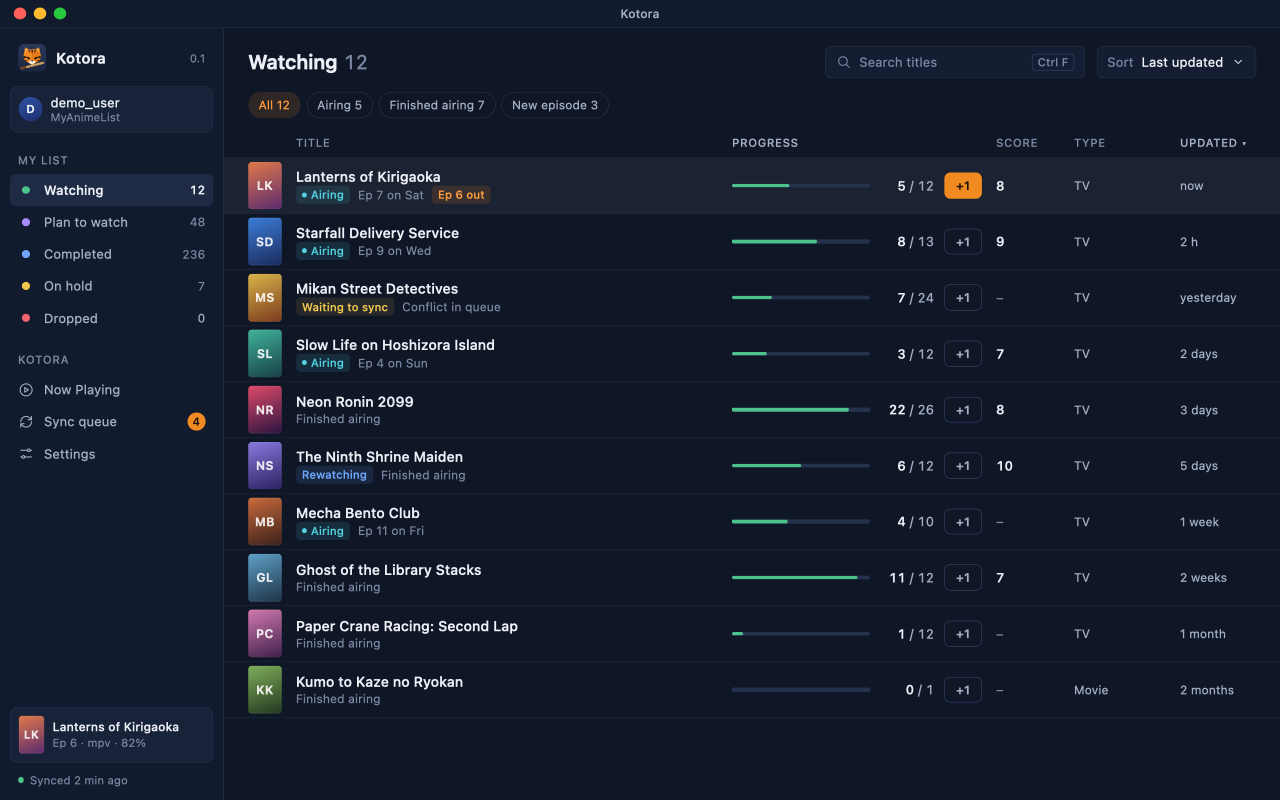 Kotora
Kotora 0.1
D demo_user
MyAnimeList
MY LIST
Watching 12
Plan to watch 48
Completed 236
On hold 7
Dropped 0
KOTORA
Now Playing
Sync queue 4
Settings
LK Lanterns of Kirigaoka
Ep 6 · mpv · 82%
Synced 2 min ago
Watching 12
Search titles Ctrl F
Sort Last updated
All 12 Airing 5 Finished airing 7 New episode 3
TITLE PROGRESS SCORE TYPE UPDATED ▾
LK Lanterns of Kirigaoka 5 / 12 +1 8 TV now
• Airing Ep 7 on Sat Ep 6 out
SD Starfall Delivery Service 8 / 13 +1 9 TV 2 h
• Airing Ep 9 on Wed
MS Mikan Street Detectives 7 / 24 +1 – TV yesterday
Waiting to sync Conflict in queue
SL Slow Life on Hoshizora Island 3 / 12 +1 7 TV 2 days
• Airing Ep 4 on Sun
NR Neon Ronin 2099 22 / 26 +1 8 TV 3 days
Finished airing
NS The Ninth Shrine Maiden 6 / 12 +1 10 TV 5 days
Rewatching Finished airing
MB Mecha Bento Club 4 / 10 +1 – TV 1 week
• Airing Ep 11 on Fri
GL Ghost of the Library Stacks 11 / 12 +1 7 TV 2 weeks
Finished airing
PC Paper Crane Racing: Second Lap 1 / 12 +1 – TV 1 month
Finished airing
KK Kumo to Kaze no Ryokan 0 / 1 +1 – Movie 2 months
Finished airing